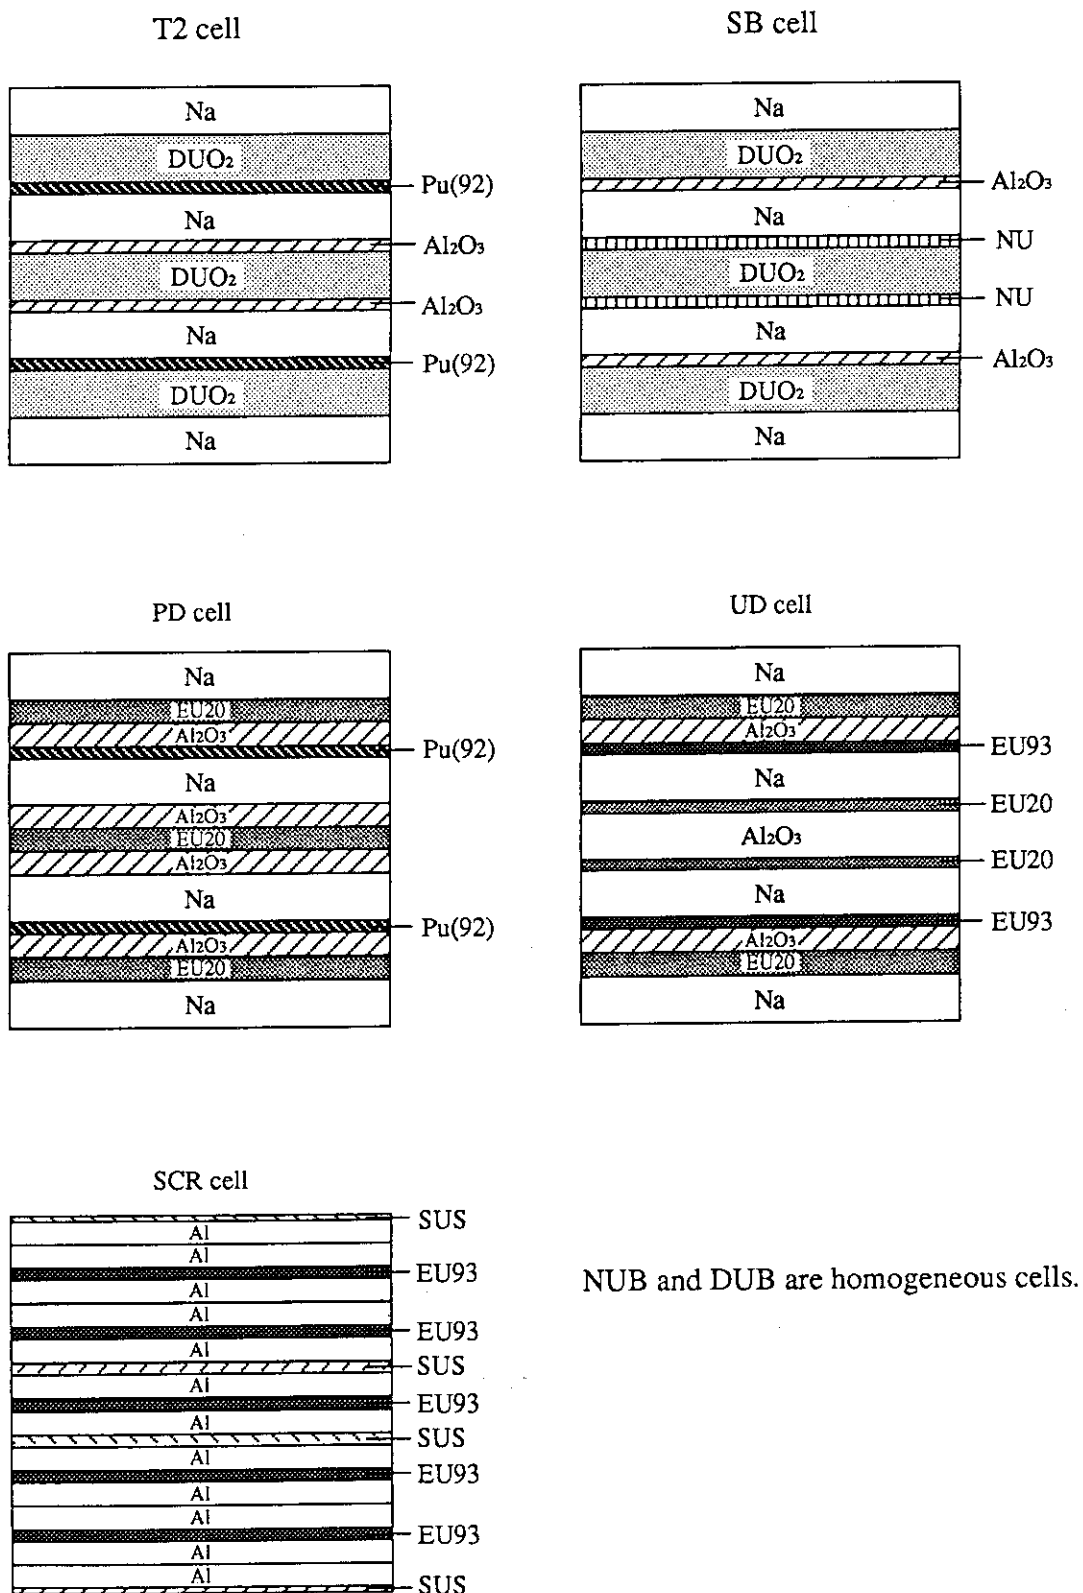 T2 cell
Na
DUO₂
Pu(92)
Na
Al₂O₃
DUO₂
Al₂O₃
Na
Pu(92)
DUO₂
Na
SB cell
Na
DUO₂
Al₂O₃
Na
NU
DUO₂
NU
Na
Al₂O₃
DUO₂
Na
PD cell
Na
EU20
Al₂O₃
Pu(92)
Na
Al₂O₃
EU20
Al₂O₃
Na
Pu(92)
Al₂O₃
EU20
Na
UD cell
Na
EU20
Al₂O₃
EU93
Na
EU20
Al₂O₃
EU20
Na
EU93
Al₂O₃
EU20
Na
SCR cell
SUS
Al
Al
EU93
Al
Al
EU93
Al
SUS
Al
EU93
Al
SUS
Al
EU93
Al
Al
EU93
Al
Al
SUS
NUB and DUB are homogeneous cells.